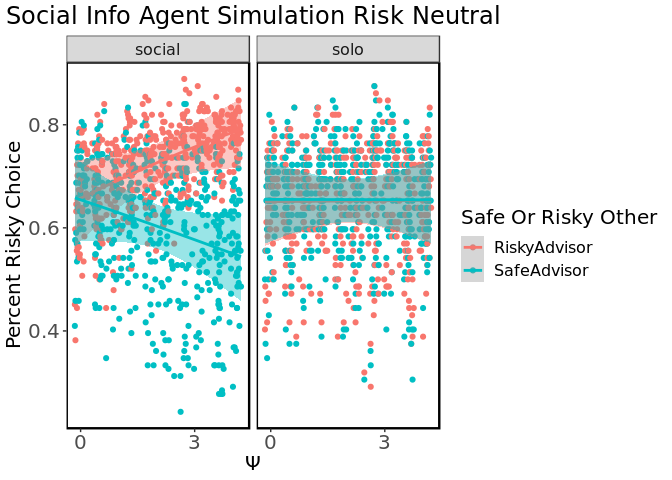 Social Info Agent Simulation Risk Neutral
social
solo
Percent Risky Choice
0.8
0.6
0.4
0
3
0
3
Ψ
Safe Or Risky Other
RiskyAdvisor
SafeAdvisor